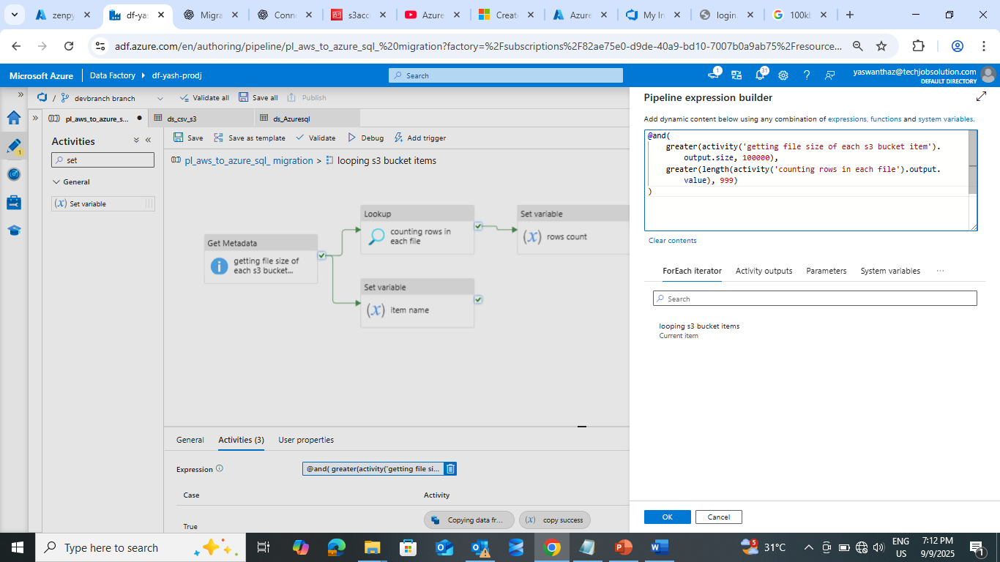 zenpy
df-yas
Migra
Conne
s3acc
Azure
Create
Azure
My In
login.
100kb
adf.azure.com/en/authoring/pipeline/pl_aws_to_azure_sql_%20migration?factory=%2Fsubscriptions%2F82ae75e0-d9de-40a9-bd10-7007b0a9ab75%2Fresource...
Microsoft Azure
Data Factory
df-yash-prodj
Search
1
31
yaswanthaz@techjobsolution.com
DEFAULT DIRECTORY
/ devbranch branch
Validate all
Save all
Publish
pl_aws_to_azure_s...
ds_csv_s3
ds_Azuresql
Activities
set
General
(x) Set variable
Save
Save as template
Validate
Debug
Add trigger
pl_aws_to_azure_sql_ migration > looping s3 bucket items
Get Metadata
getting file size of
each s3 bucket...
Lookup
counting rows in
each file
Set variable
(x) rows count
Set variable
(x) item name
General
Activities (3)
User properties
Expression
@and( greater(activity('getting file si...
Case
Activity
True
Copying data fr...
(x) copy success
Pipeline expression builder
Add dynamic content below using any combination of expressions, functions and system variables.
@and(
greater(activity('getting file size of each s3 bucket item').
output.size, 100000),
greater(length(activity('counting rows in each file').output.
value), 999)
)
Clear contents
ForEach iterator
Activity outputs
Parameters
System variables
...
Search
looping s3 bucket items
Current item
OK
Cancel
Type here to search
5
31°C
ENG
US
7:12 PM
9/9/2025
1